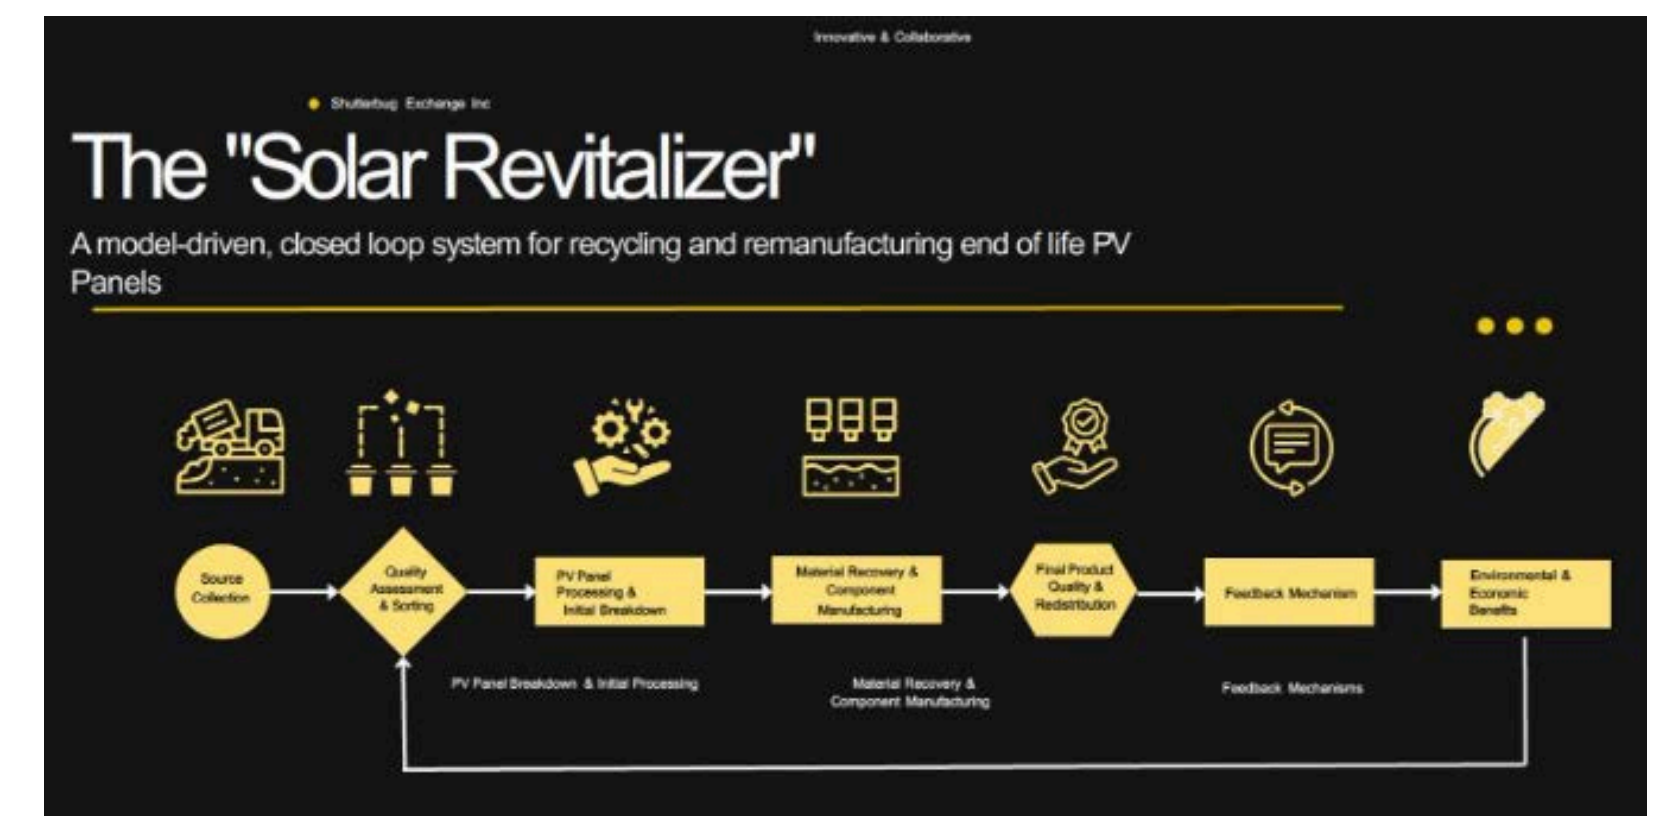 Innovative & Collaborative
Shutterbug Exchange Inc
The "Solar Revitalizer"
A model-driven, closed loop system for recycling and remanufacturing end of life PV
Panels
Source
Collection
Quality
Assessment
& Sorting
PV Panel
Processing &
Initial Breakdown
Material Recovery &
Component
Manufacturing
Final Product
Quality &
Redistribution
Feedback Mechanism
Environmental &
Economic
Benefits
PV Panel Breakdown & Initial Processing
Material Recovery &
Component Manufacturing
Feedback Mechanisms